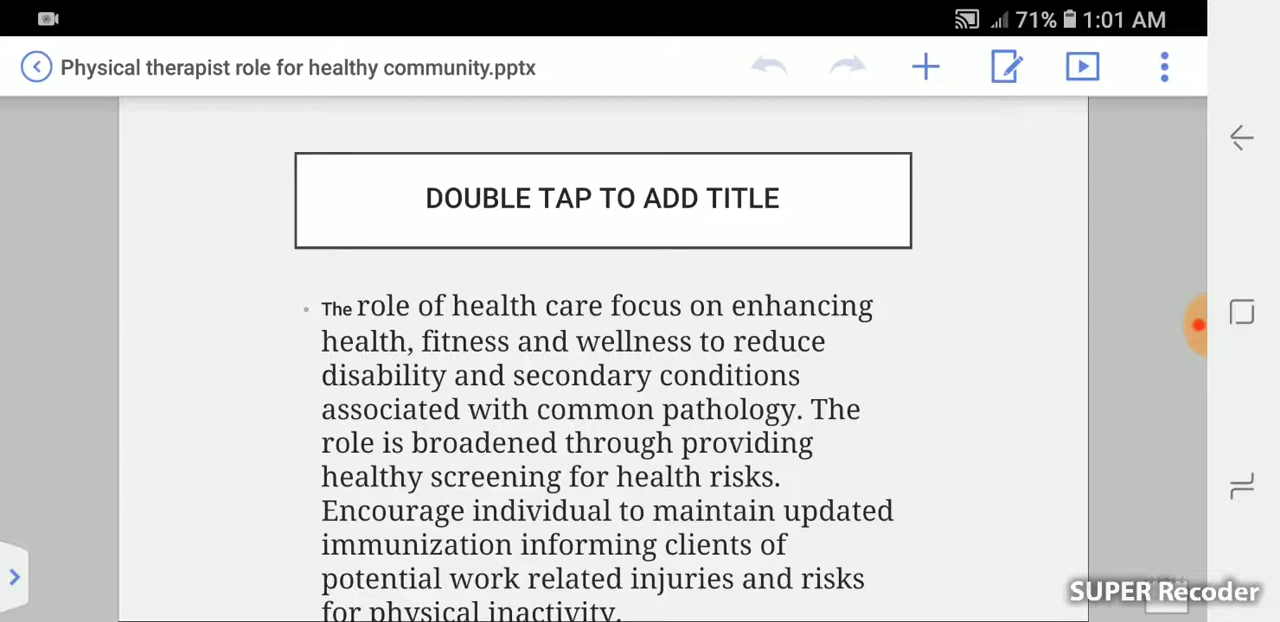 71% 1:01 AM
Physical therapist role for healthy community.pptx
DOUBLE TAP TO ADD TITLE
The role of health care focus on enhancing
health, fitness and wellness to reduce
disability and secondary conditions
associated with common pathology. The
role is broadened through providing
healthy screening for health risks.
Encourage individual to maintain updated
immunization informing clients of
potential work related injuries and risks
for physical inactivity.
SUPER Recoder